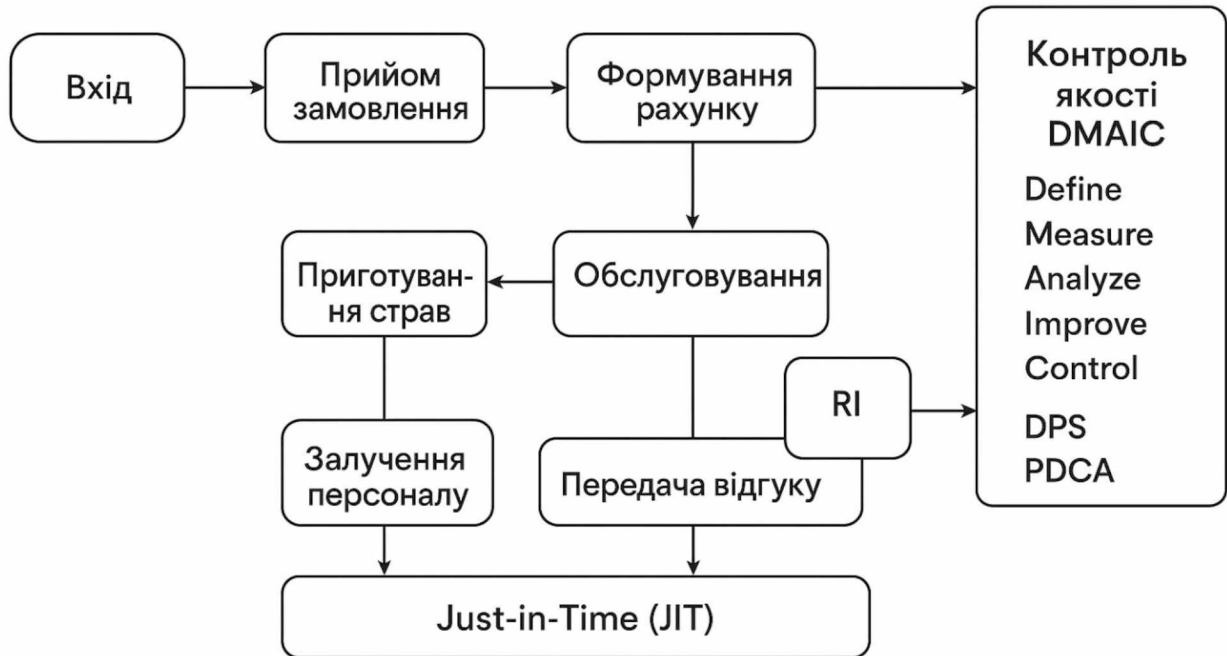 Вхід
Прийом
замовлення
Формування
рахунку
Контроль
якості
DMAIC
Define
Measure
Analyze
Improve
Control
DPS
PDCA
Приготуван-
ня страв
Обслуговування
RI
Залучення
персоналу
Передача відгуку
Just-in-Time (JIT)